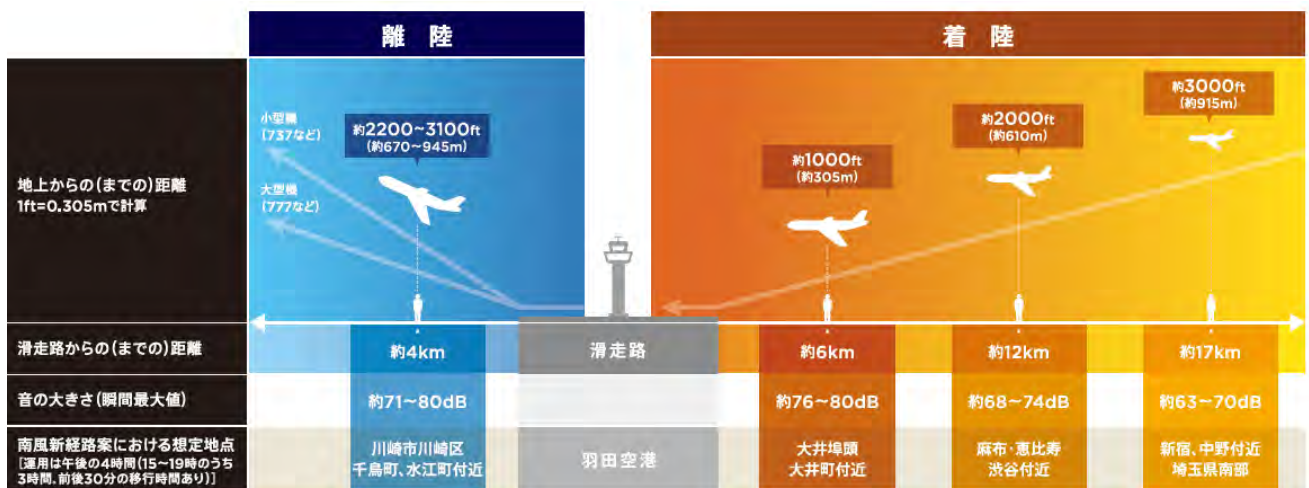 離 陸
着 陸
地上からの(までの)距離
1ft=0.305mで計算
小型機
(737など)
大型機
(777など)
約2200~3100ft
(約670~945m)
約1000ft
(約305m)
約2000ft
(約610m)
約3000ft
(約915m)
滑走路からの(までの)距離
約4km
滑走路
約6km
約12km
約17km
音の大きさ(瞬間最大値)
約71~80dB
約76~80dB
約68~74dB
約63~70dB
南風新経路案における想定地点
[運用は午後の4時間(15~19時のうち
3時間、前後30分の移行時間あり)]
川崎市川崎区
千鳥町、水江町付近
羽田空港
大井埠頭
大井町付近
麻布・恵比寿
渋谷付近
新宿、中野付近
埼玉県南部